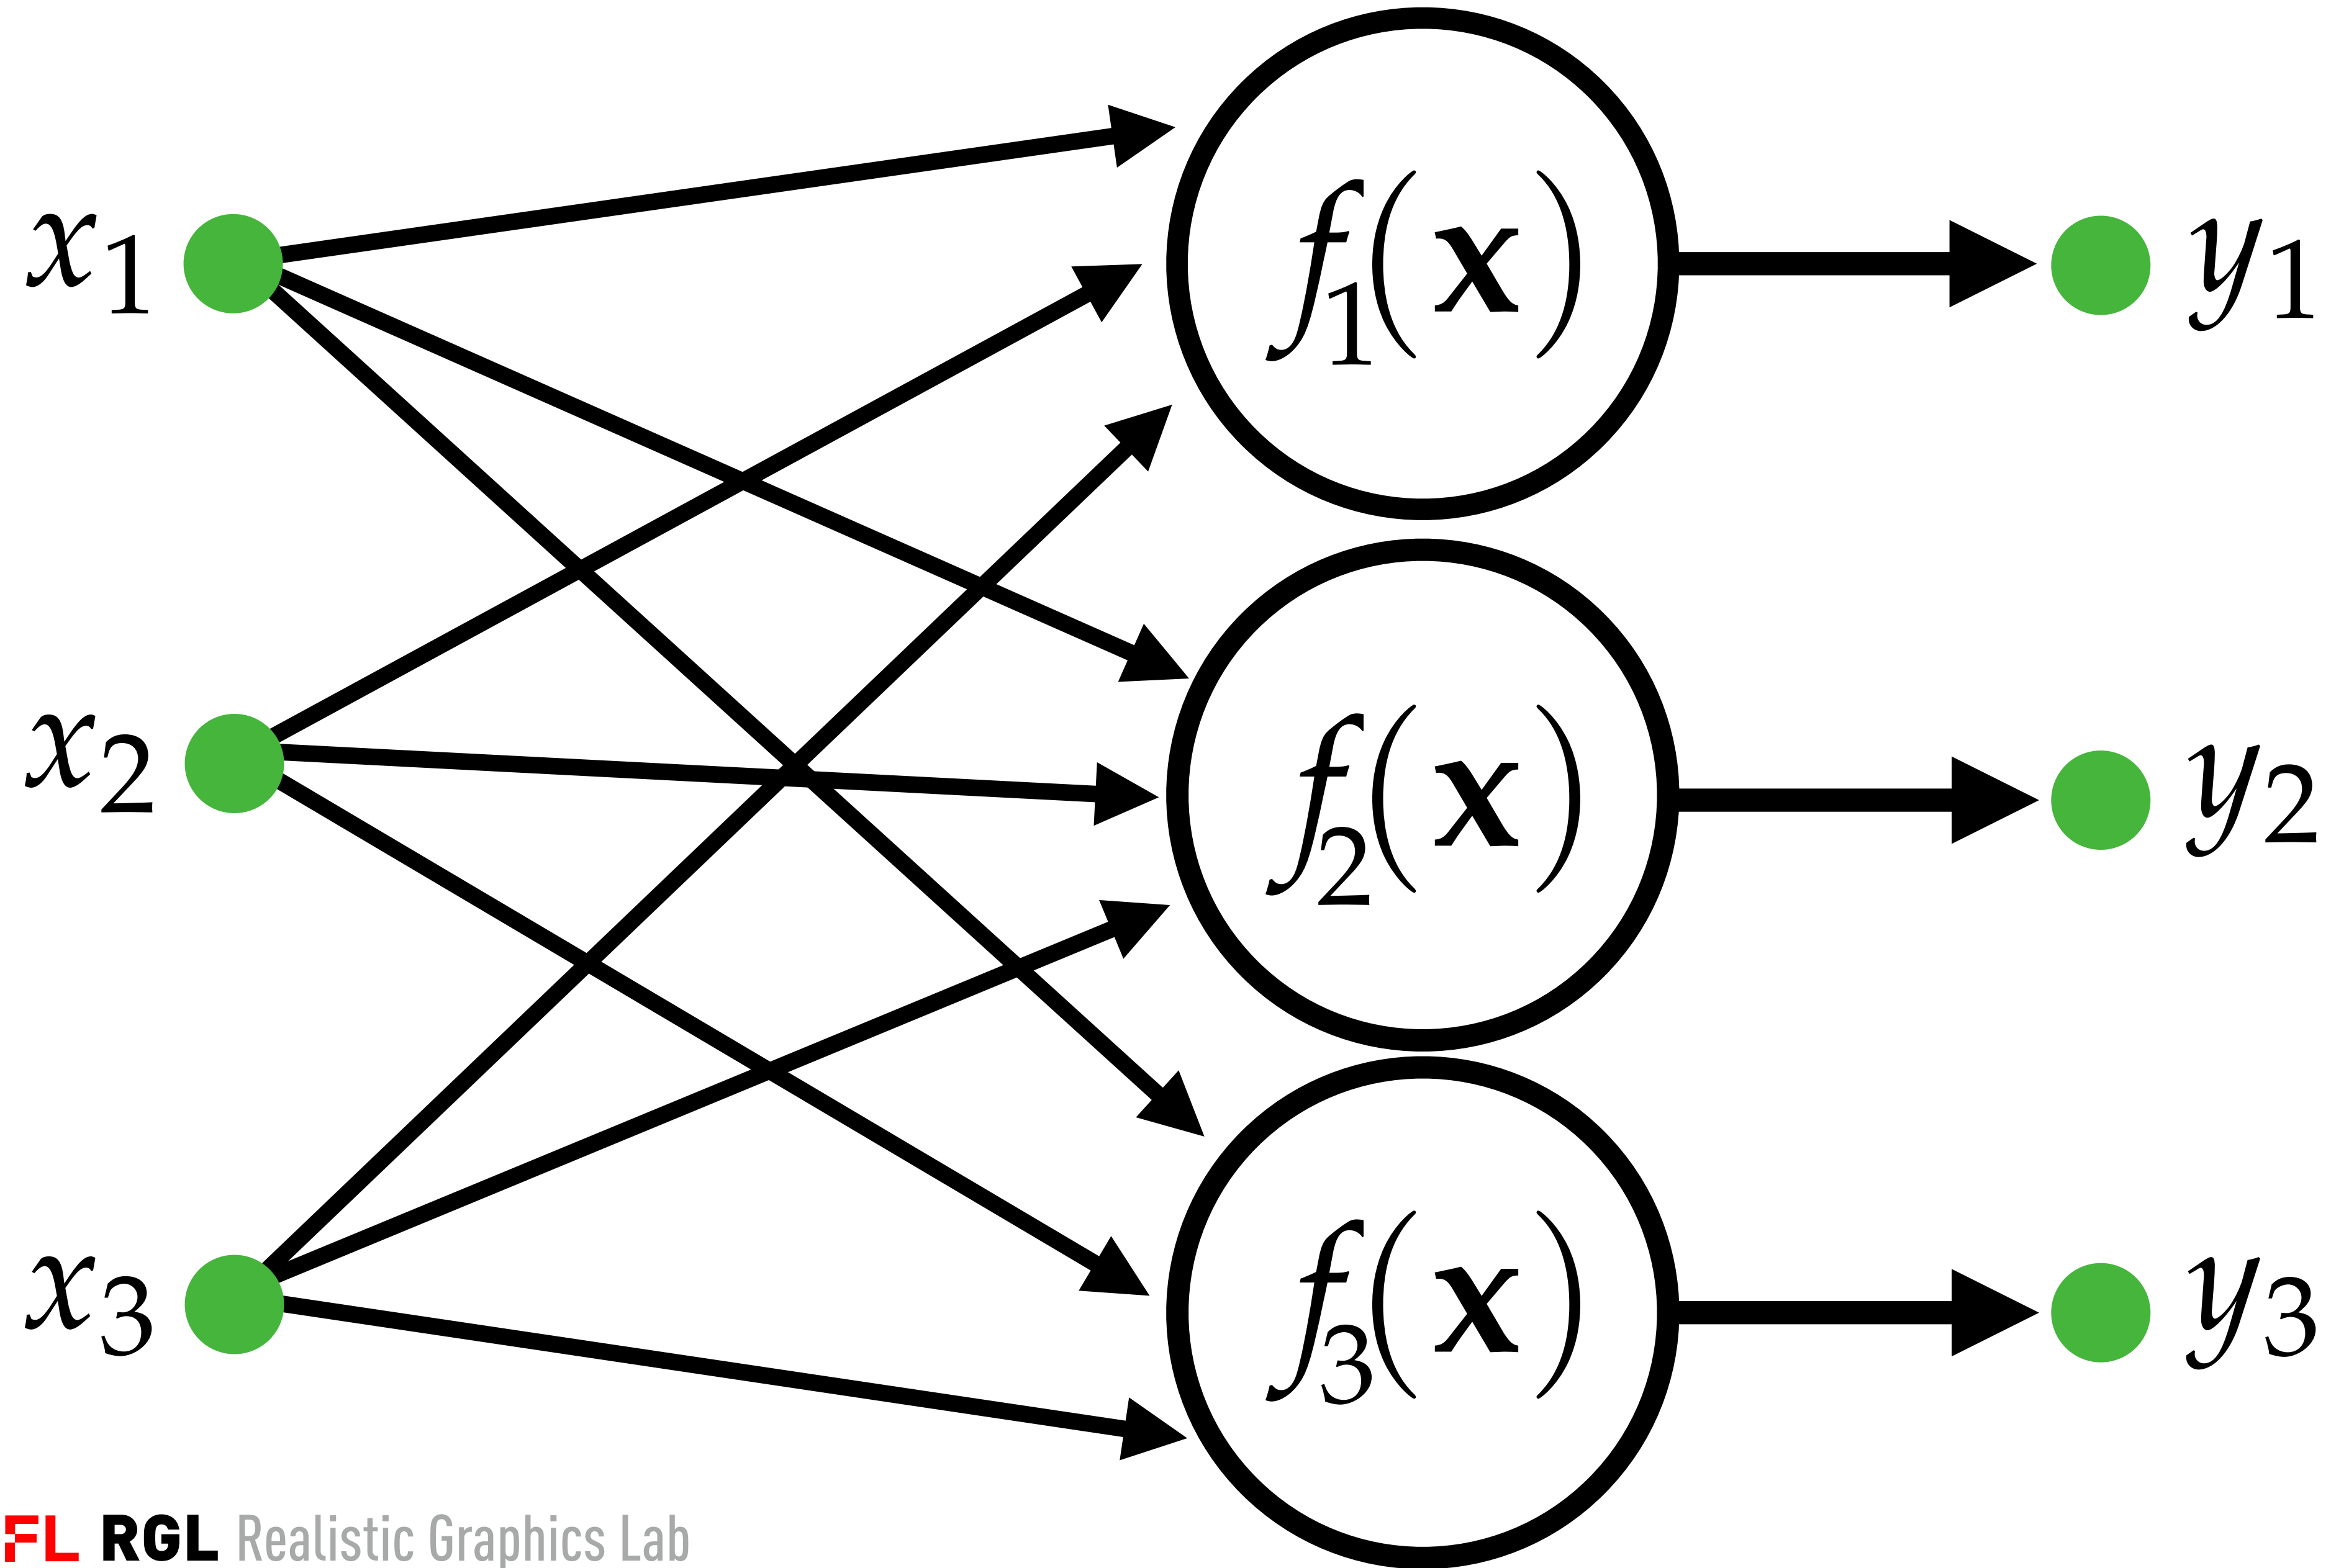 x₁ f₁(𝐱) y₁
x₂ f₂(𝐱) y₂
x₃ f₃(𝐱) y₃
FL RGL Realistic Graphics Lab